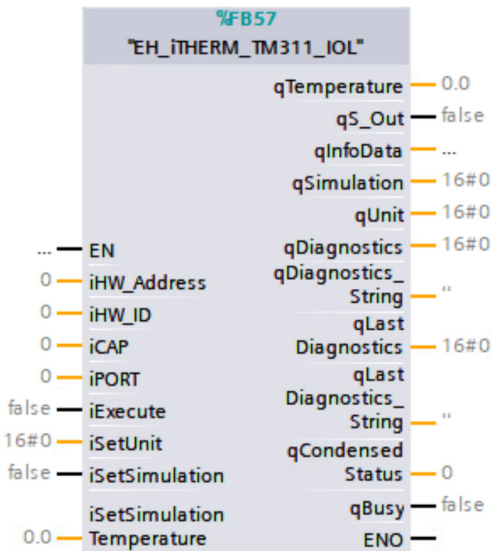 %FB57
"EH_iTHERM_TM311_IOL"
qTemperature 0.0
qS_Out false
qInfoData ...
qSimulation 16#0
qUnit 16#0
... EN qDiagnostics 16#0
0 iHW_Address qDiagnostics_
String ''
0 iHW_ID qLast
0 iCAP Diagnostics 16#0
0 iPORT qLast
Diagnostics_
false iExecute String ''
16#0 iSetUnit qCondensed
false iSetSimulation Status 0
iSetSimulation qBusy false
0.0 Temperature ENO